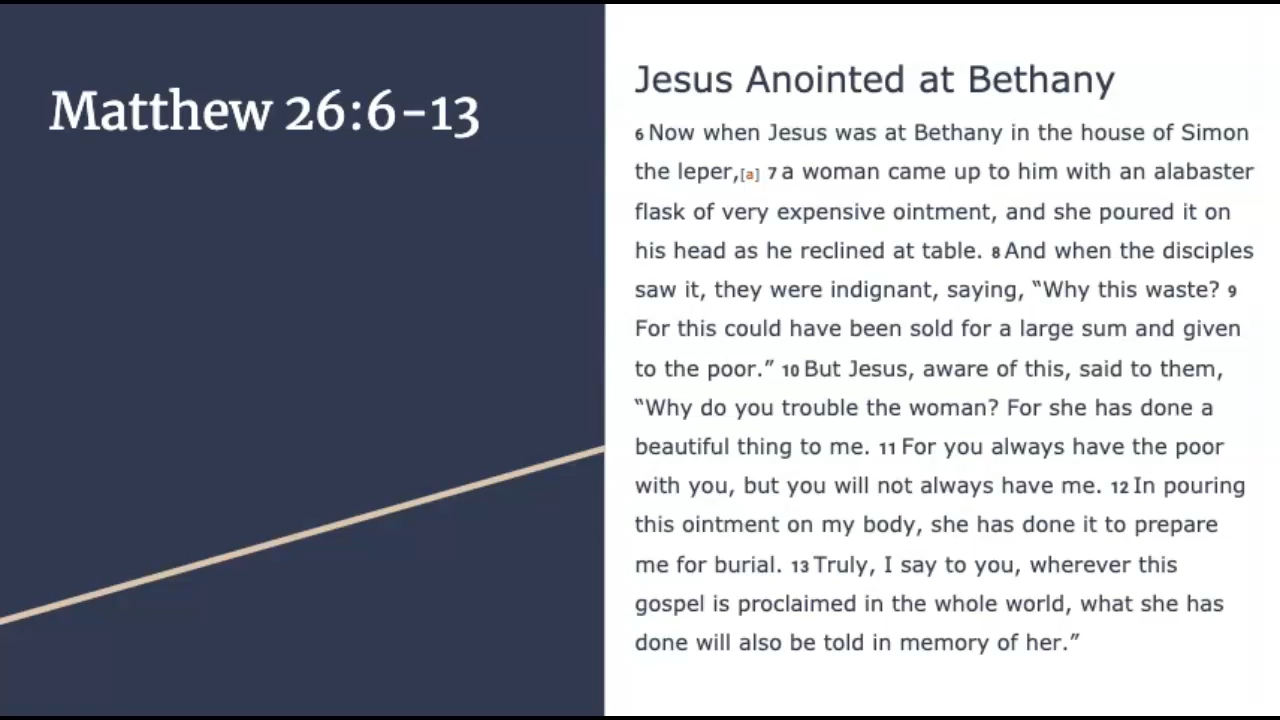 Matthew 26:6-13
Jesus Anointed at Bethany
6 Now when Jesus was at Bethany in the house of Simon
the leper,[a] 7 a woman came up to him with an alabaster
flask of very expensive ointment, and she poured it on
his head as he reclined at table. 8 And when the disciples
saw it, they were indignant, saying, “Why this waste? 9
For this could have been sold for a large sum and given
to the poor.” 10 But Jesus, aware of this, said to them,
“Why do you trouble the woman? For she has done a
beautiful thing to me. 11 For you always have the poor
with you, but you will not always have me. 12 In pouring
this ointment on my body, she has done it to prepare
me for burial. 13 Truly, I say to you, wherever this
gospel is proclaimed in the whole world, what she has
done will also be told in memory of her.”